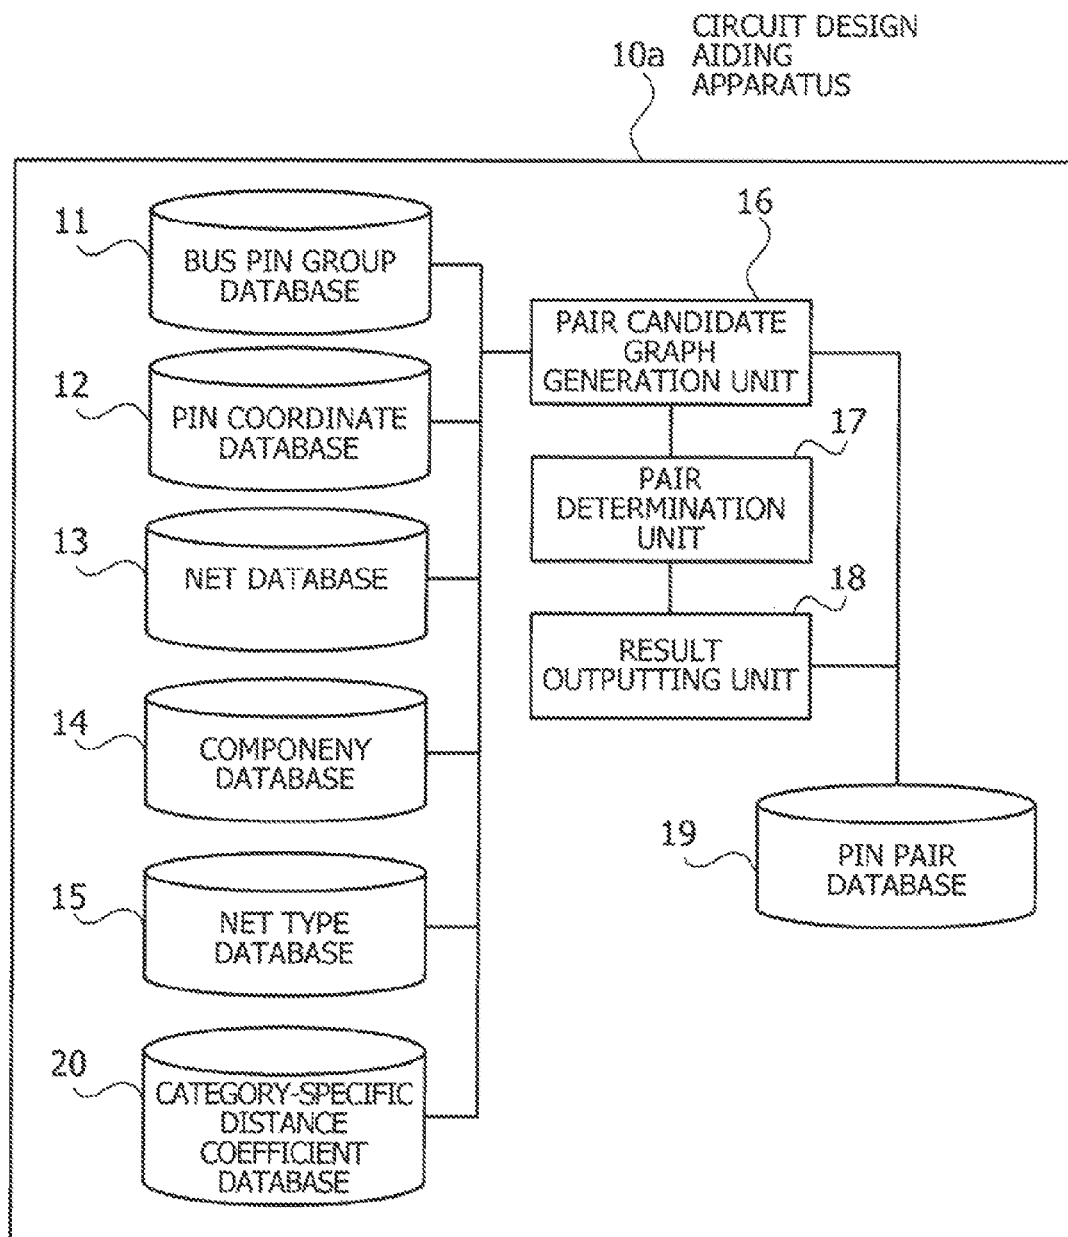 CIRCUIT DESIGN
AIDING
APPARATUS
10a
11
BUS PIN GROUP
DATABASE
12
PIN COORDINATE
DATABASE
13
NET DATABASE
14
COMPONENY
DATABASE
15
NET TYPE
DATABASE
20
CATEGORY-SPECIFIC
DISTANCE
COEFFICIENT
DATABASE
16
PAIR CANDIDATE
GRAPH
GENERATION UNIT
17
PAIR
DETERMINATION
UNIT
18
RESULT
OUTPUTTING UNIT
19
PIN PAIR
DATABASE